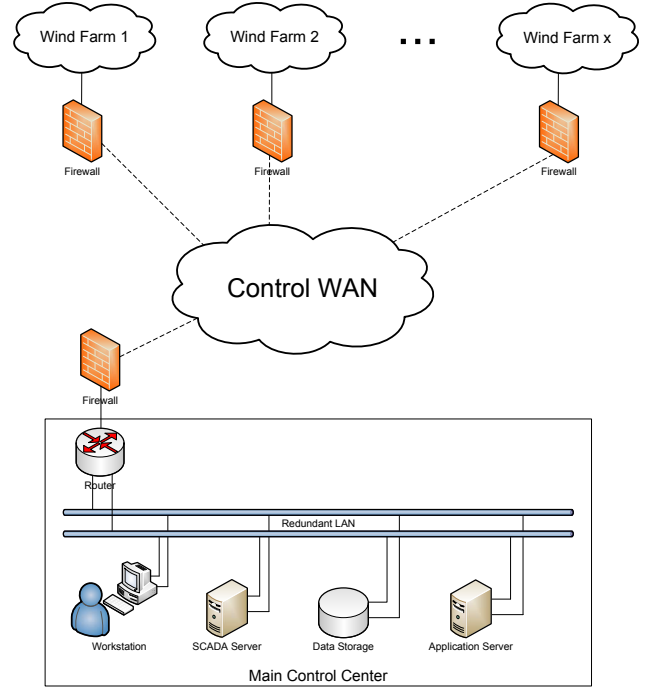 Wind Farm 1
Wind Farm 2
...
Wind Farm x
Firewall
Firewall
Firewall
Control WAN
Firewall
Router
Redundant LAN
Workstation
SCADA Server
Data Storage
Application Server
Main Control Center